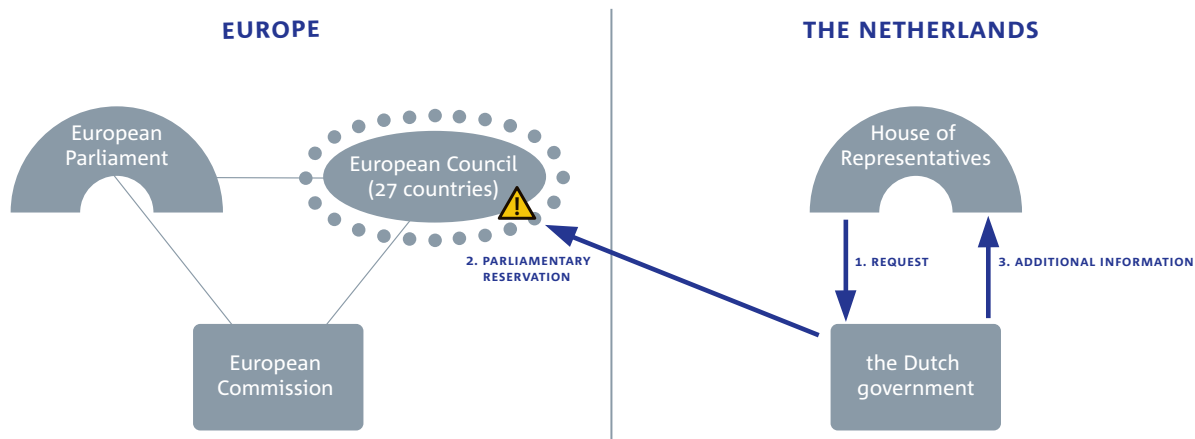 EUROPE
THE NETHERLANDS
European
Parliament
European Council
(27 countries)
!
House of
Representatives
2. PARLIAMENTARY
RESERVATION
1. REQUEST
3. ADDITIONAL INFORMATION
European
Commission
the Dutch
government